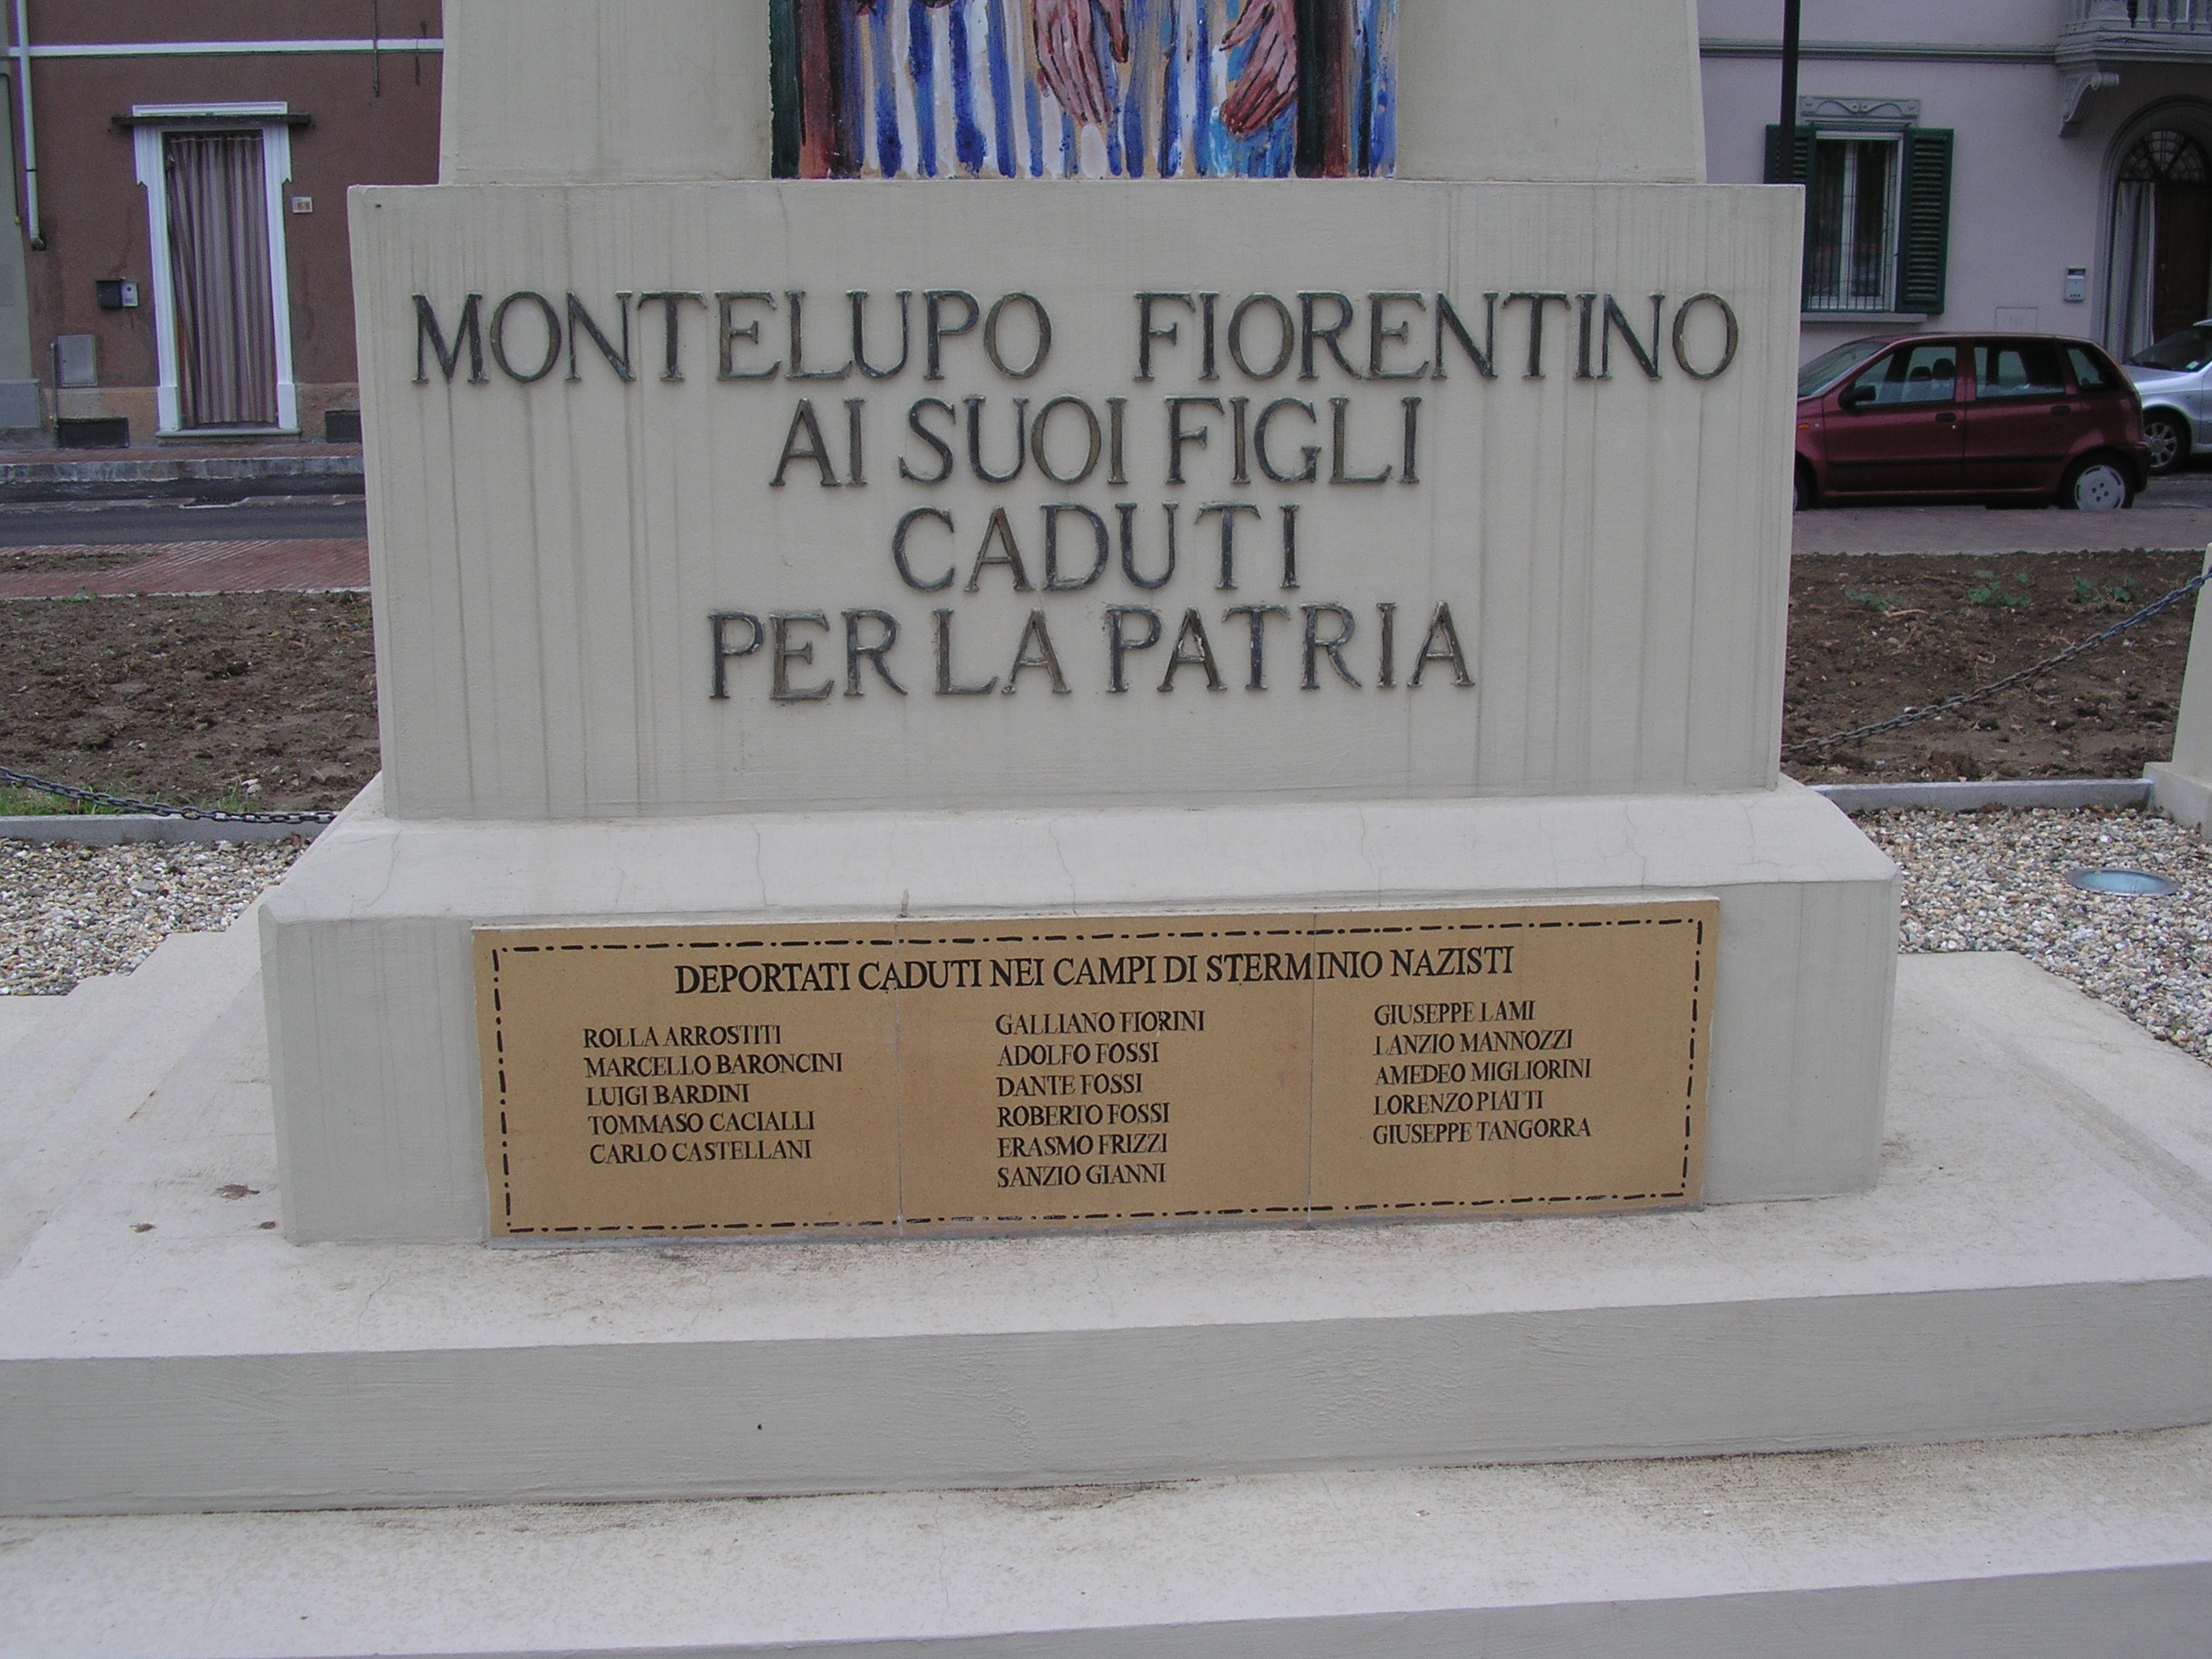 MONTELUPO FIORENTINO
AI SUOI FIGLI
CADUTI
PER LA PATRIA
DEPORTATI CADUTI NEI CAMPI DI STERMINIO NAZISTI
ROLLA ARROSTITI
MARCELLO BARONCINI
LUIGI BARDINI
TOMMASO CACIALLI
CARLO CASTELLANI
GALLIANO FIORINI
ADOLFO FOSSI
DANTE FOSSI
ROBERTO FOSSI
ERASMO FRIZZI
SANZIO GIANNI
GIUSEPPE LAMI
LANZIO MANNOZZI
AMEDEO MIGLIORINI
LORENZO PIATTI
GIUSEPPE TANGORRA